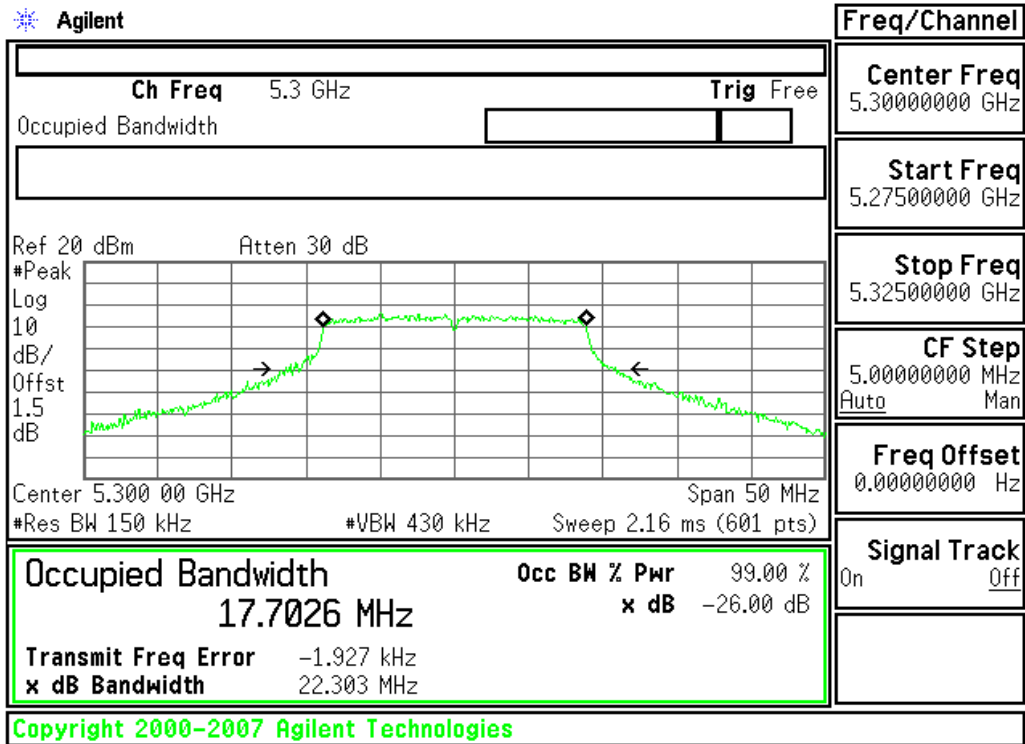 Agilent
Freq/Channel
Ch Freq 5.3 GHz Trig Free
Occupied Bandwidth
Center Freq
5.30000000 GHz
Start Freq
5.27500000 GHz
Stop Freq
5.32500000 GHz
CF Step
5.00000000 MHz
Auto Man
Freq Offset
0.00000000 Hz
Signal Track
On Off
Ref 20 dBm Atten 30 dB
#Peak
Log
10
dB/
Offst
1.5
dB
Center 5.300 00 GHz Span 50 MHz
#Res BW 150 kHz #VBW 430 kHz Sweep 2.16 ms (601 pts)
Occupied Bandwidth
17.7026 MHz
Occ BW % Pwr 99.00 %
x dB -26.00 dB
Transmit Freq Error -1.927 kHz
x dB Bandwidth 22.303 MHz
Copyright 2000-2007 Agilent Technologies